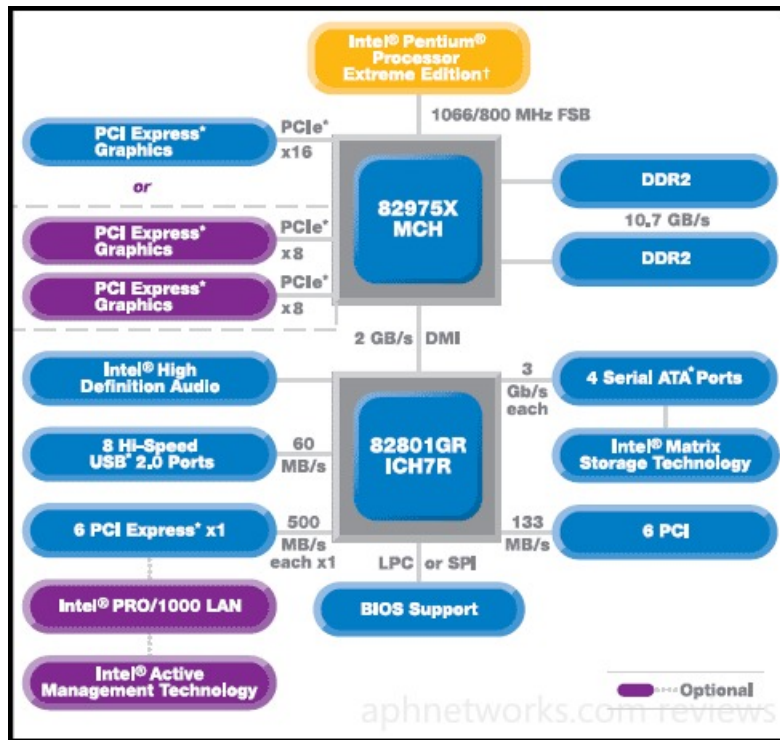 Intel® Pentium®
Processor
Extreme Edition†
1066/800 MHz FSB
PCI Express*
Graphics
PCIe*
x16
or
PCI Express*
Graphics
PCIe*
x8
PCI Express*
Graphics
PCIe*
x8
82975X
MCH
DDR2
10.7 GB/s
DDR2
2 GB/s DMI
Intel® High
Definition Audio
8 Hi-Speed
USB* 2.0 Ports
60
MB/s
6 PCI Express* x1
500
MB/s
each x1
Intel® PRO/1000 LAN
Intel® Active
Management Technology
82801GR
ICH7R
3
Gb/s
each
4 Serial ATA* Ports
Intel® Matrix
Storage Technology
133
MB/s
6 PCI
LPC or SPI
BIOS Support
Optional
aphnetworks.com reviews